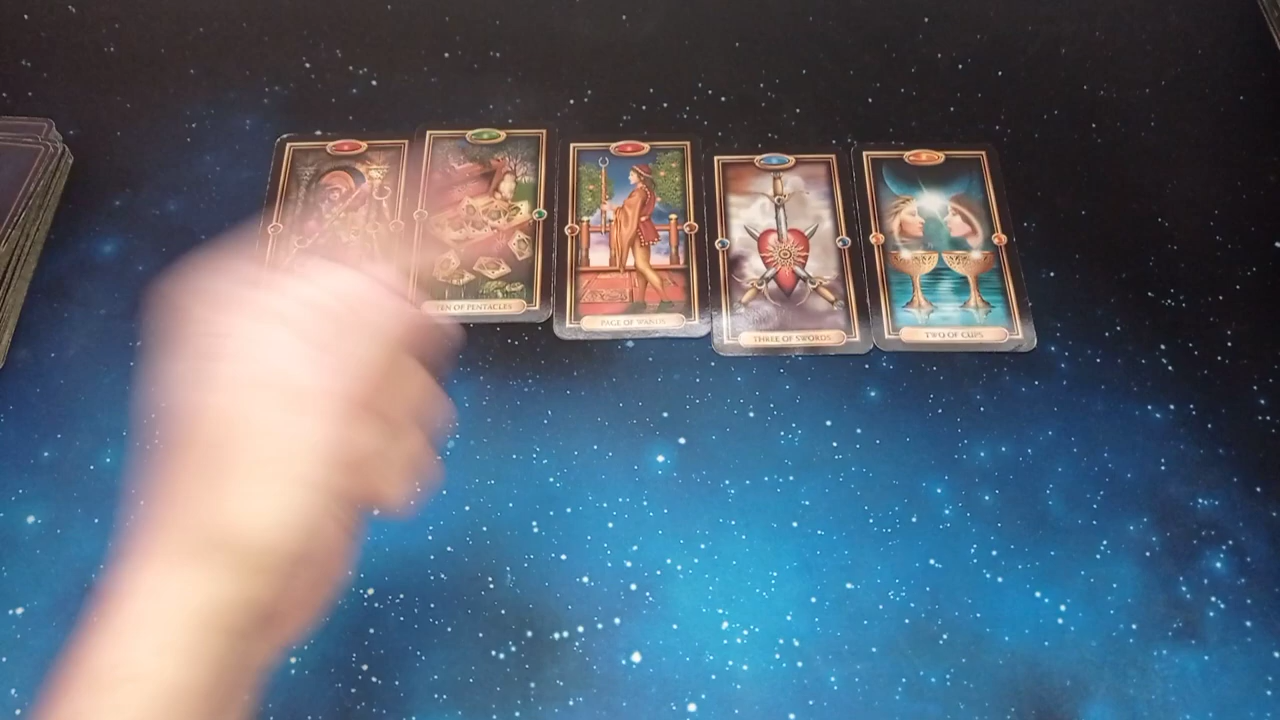 TEN OF PENTACLES
PAGE OF WANDS
THREE OF SWORDS
TWO OF CUPS